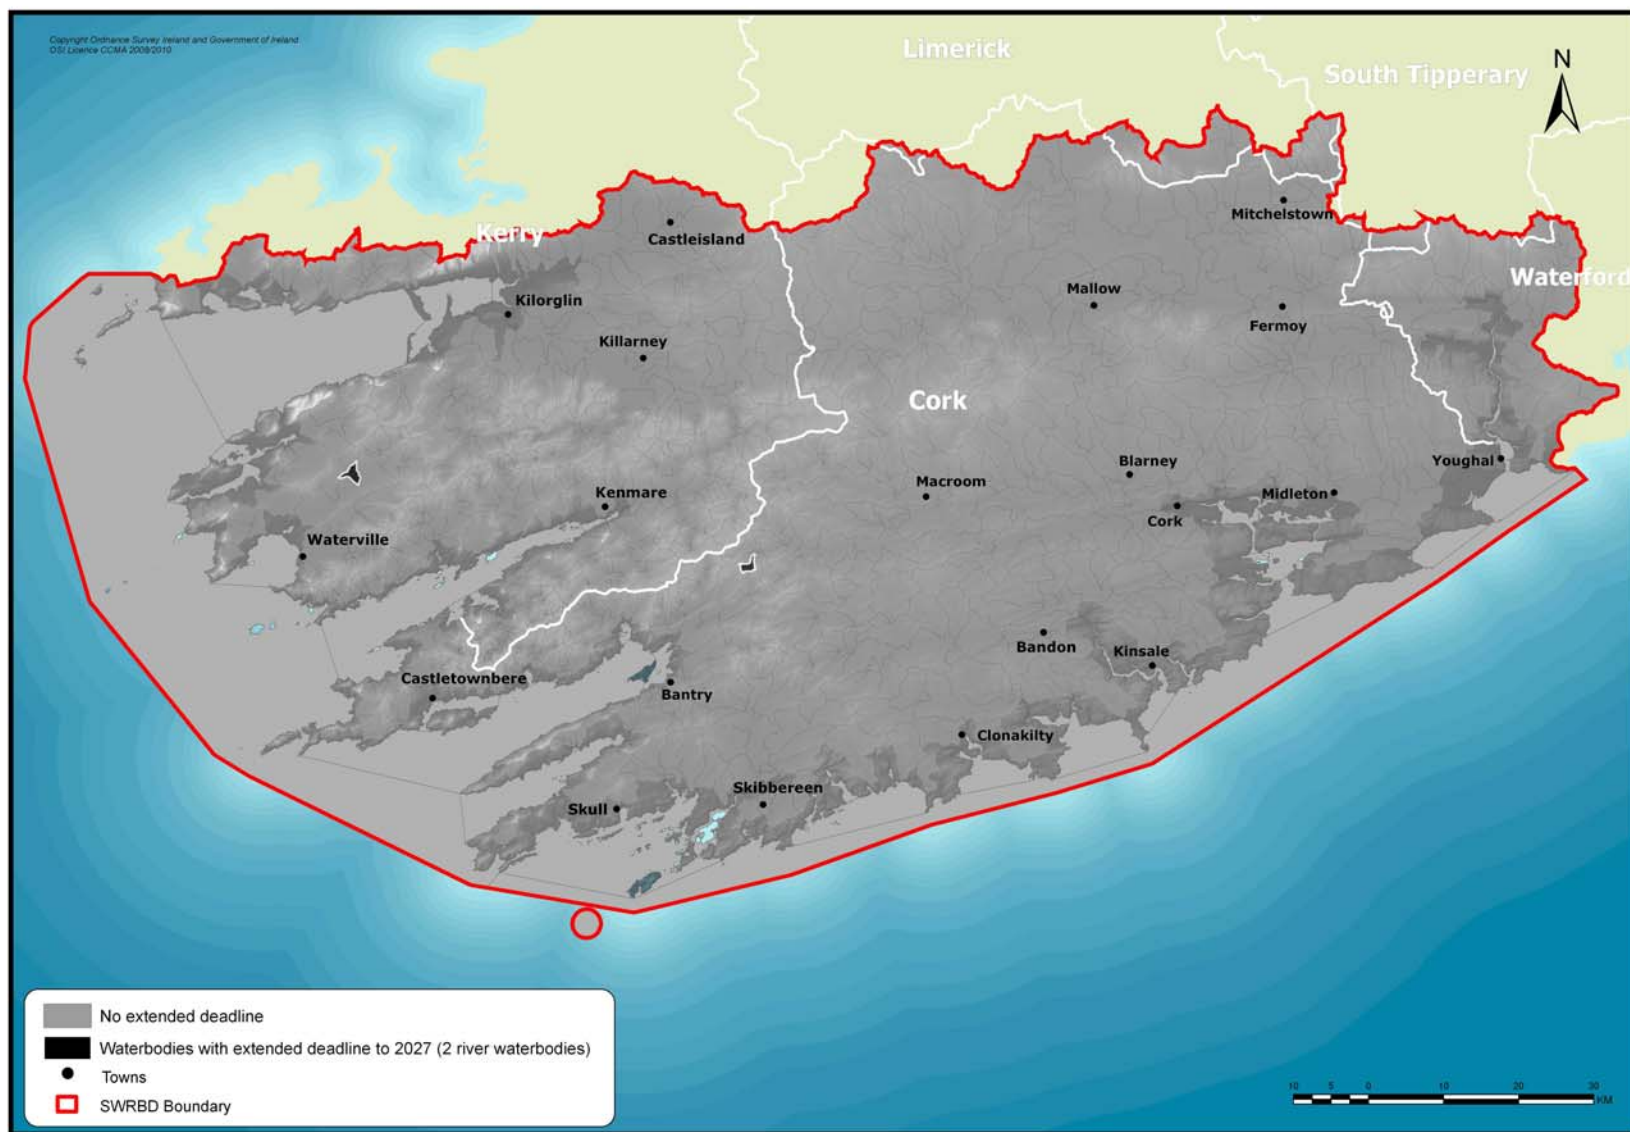 Copyright Ordnance Survey Ireland and Government of Ireland
OSI Licence CCMA 2008/2010
Limerick
South Tipperary
N
Mitchelstown
Kerry
Castleisland
Waterford
Mallow
Kilorglin
Fermoy
Killarney
Cork
Blarney
Youghal
Macroom
Kenmare
Midleton
Cork
Waterville
Bandon
Kinsale
Castletownbere
Bantry
Clonakilty
Skibbereen
Skull
No extended deadline
Waterbodies with extended deadline to 2027 (2 river waterbodies)
Towns
SWRBD Boundary
10 5 0 10 20 30
KM